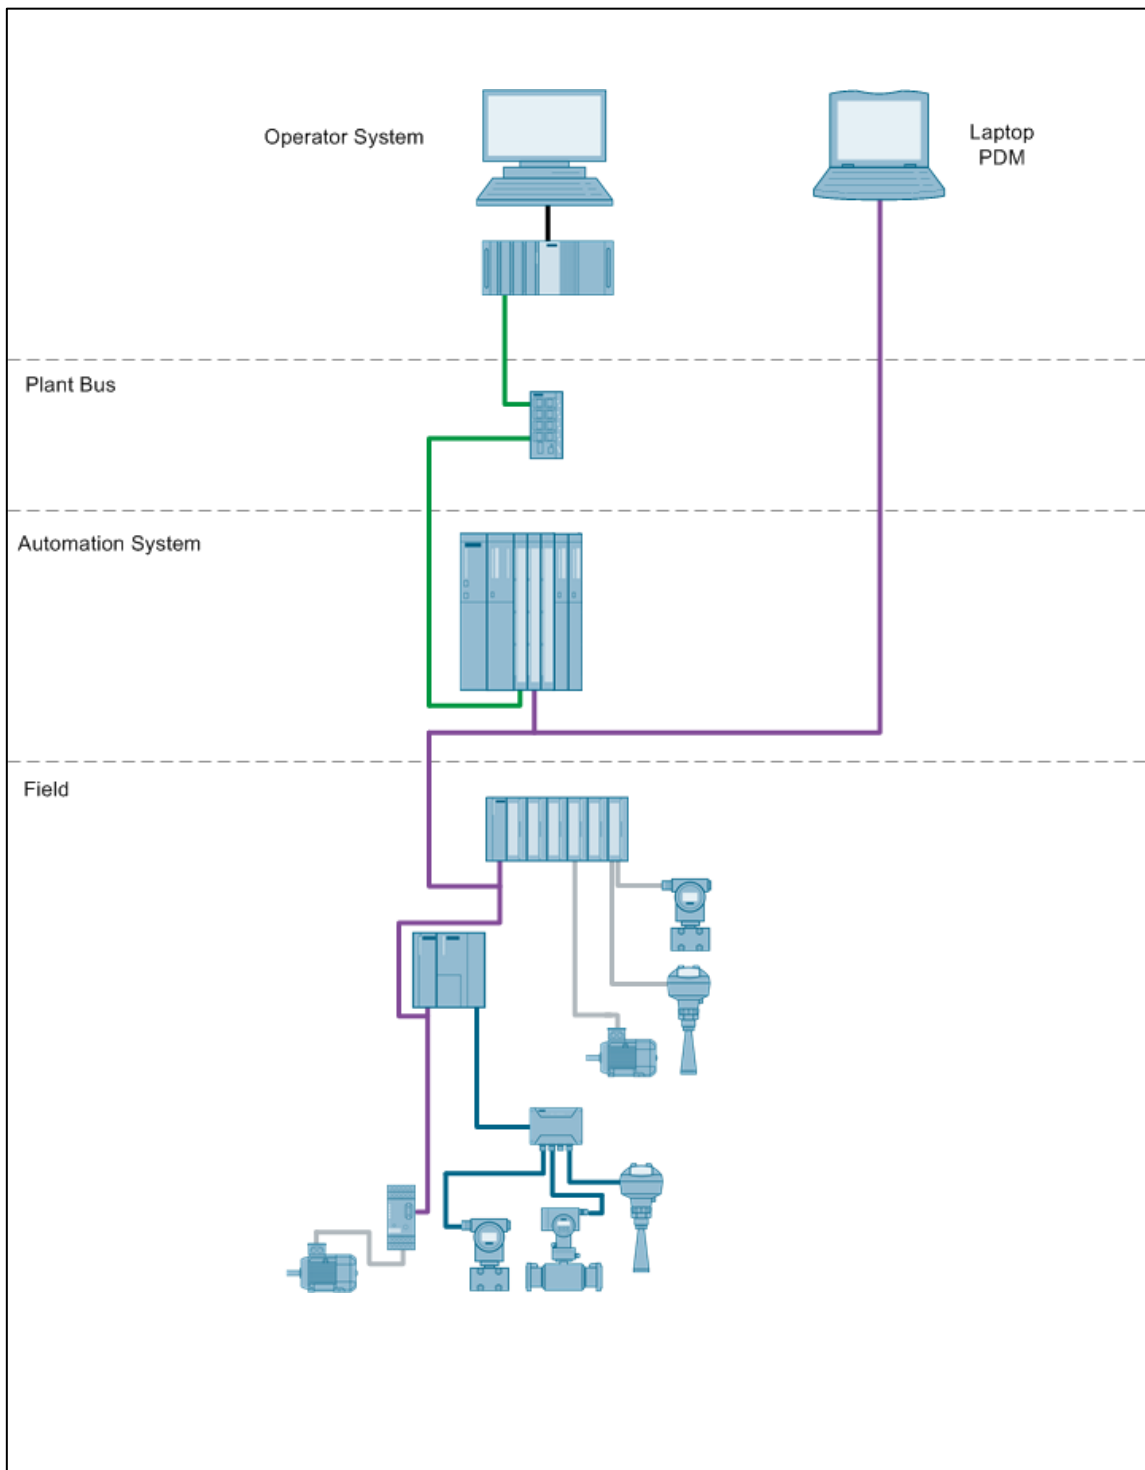 Operator System
Laptop
PDM
Plant Bus
Automation System
Field